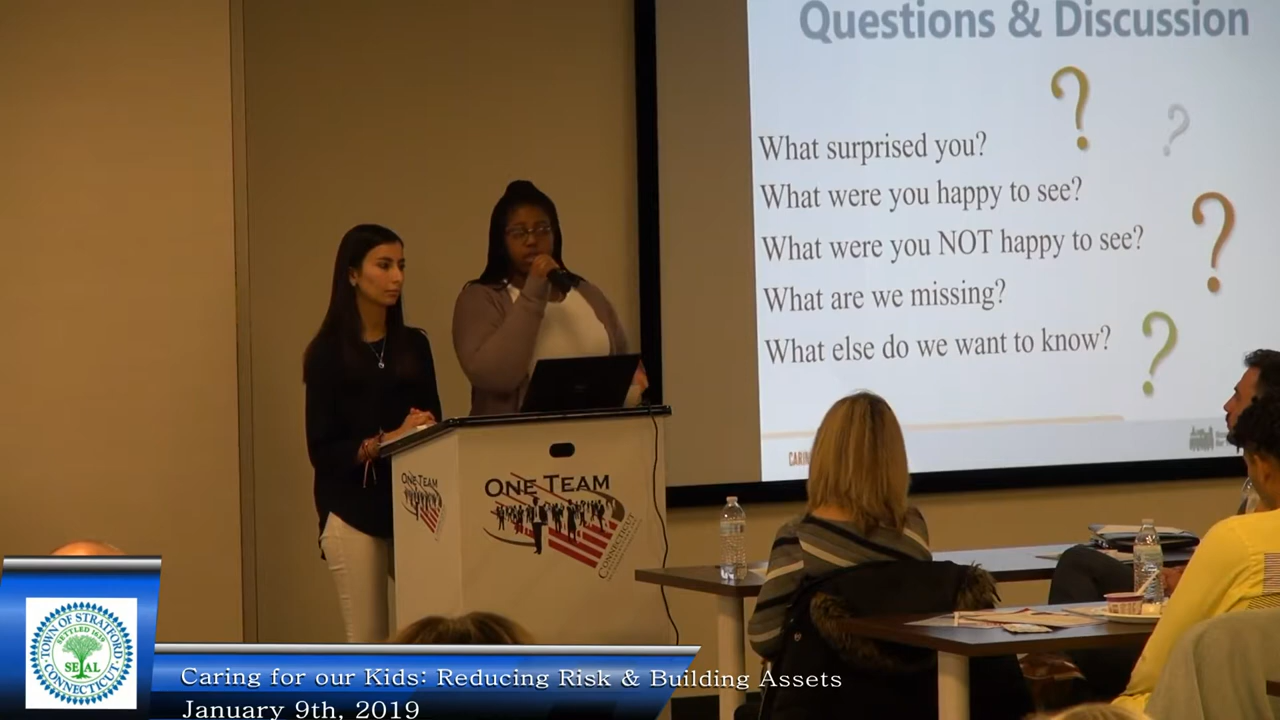 Questions & Discussion
What surprised you?
What were you happy to see?
What were you NOT happy to see?
What are we missing?
What else do we want to know?
?
?
?
?
ONE TEAM
ONE TEAM
CONNECTICUT
TOWN OF STRATFORD
SETTLED 1639
SEAL
CONNECTICUT
Caring for our Kids: Reducing Risk & Building Assets
January 9th, 2019